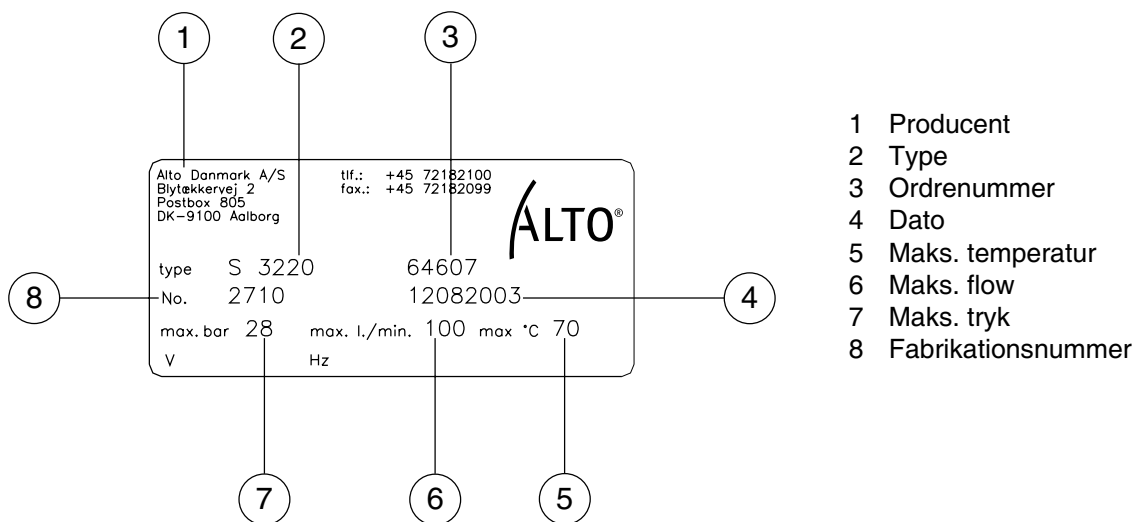 1 2 3
Alto Danmark A/S tlf.: +45 72182100
Blytækkervej 2 fax.: +45 72182099
Postbox 805
DK-9100 Aalborg
ALTO®
type S 3220 64607
8 No. 2710 12082003 4
max. bar 28 max. l./min. 100 max °C 70
V Hz
7 6 5
1 Producent
2 Type
3 Ordrenummer
4 Dato
5 Maks. temperatur
6 Maks. flow
7 Maks. tryk
8 Fabrikationsnummer